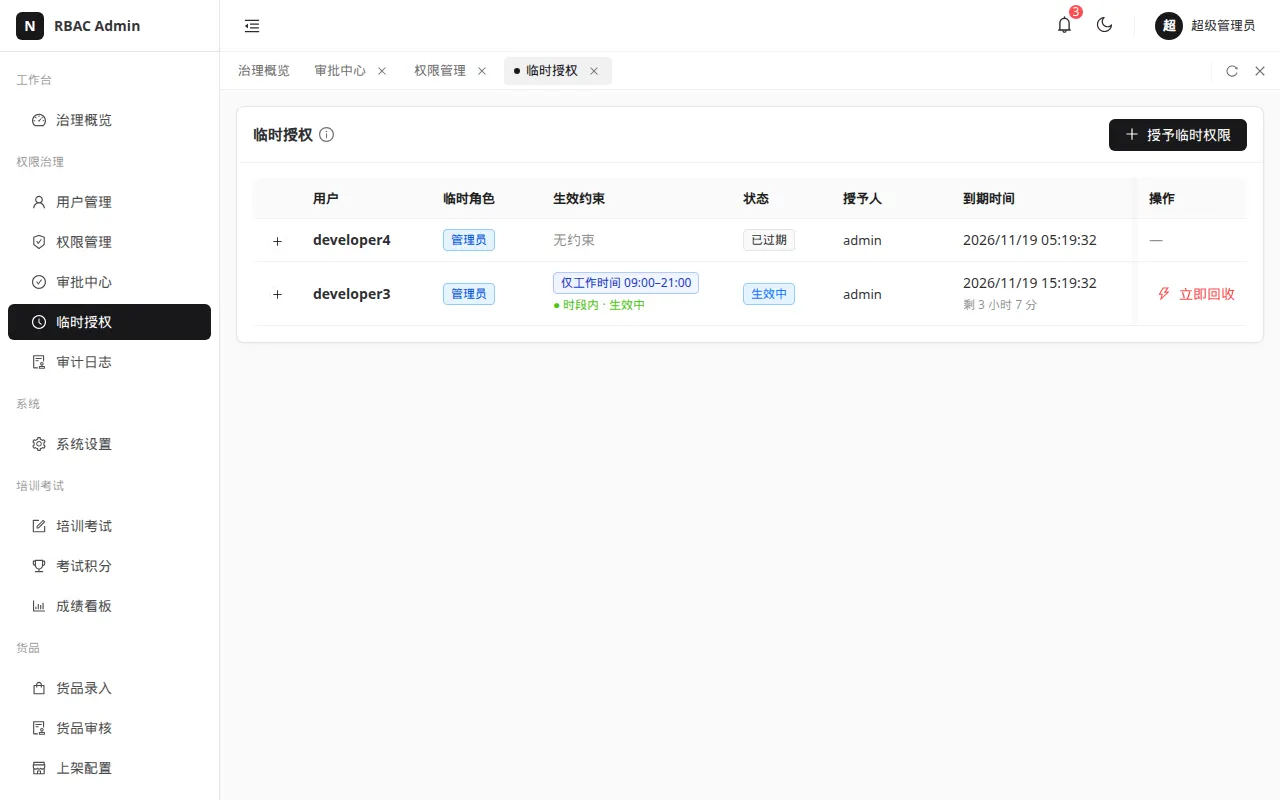 N RBAC Admin
3
超 超级管理员
工作台
治理概览
权限治理
用户管理
权限管理
审批中心
临时授权
审计日志
系统
系统设置
培训考试
培训考试
考试积分
成绩看板
货品
货品录入
货品审核
上架配置
治理概览 审批中心 权限管理 临时授权
临时授权
授予临时权限
用户 临时角色 生效约束 状态 授予人 到期时间 操作
developer4 管理员 无约束 已过期 admin 2026/11/19 05:19:32 —
developer3 管理员 仅工作时间 09:00–21:00 生效中 admin 2026/11/19 15:19:32 立即回收
时段内 · 生效中 剩 3 小时 7 分